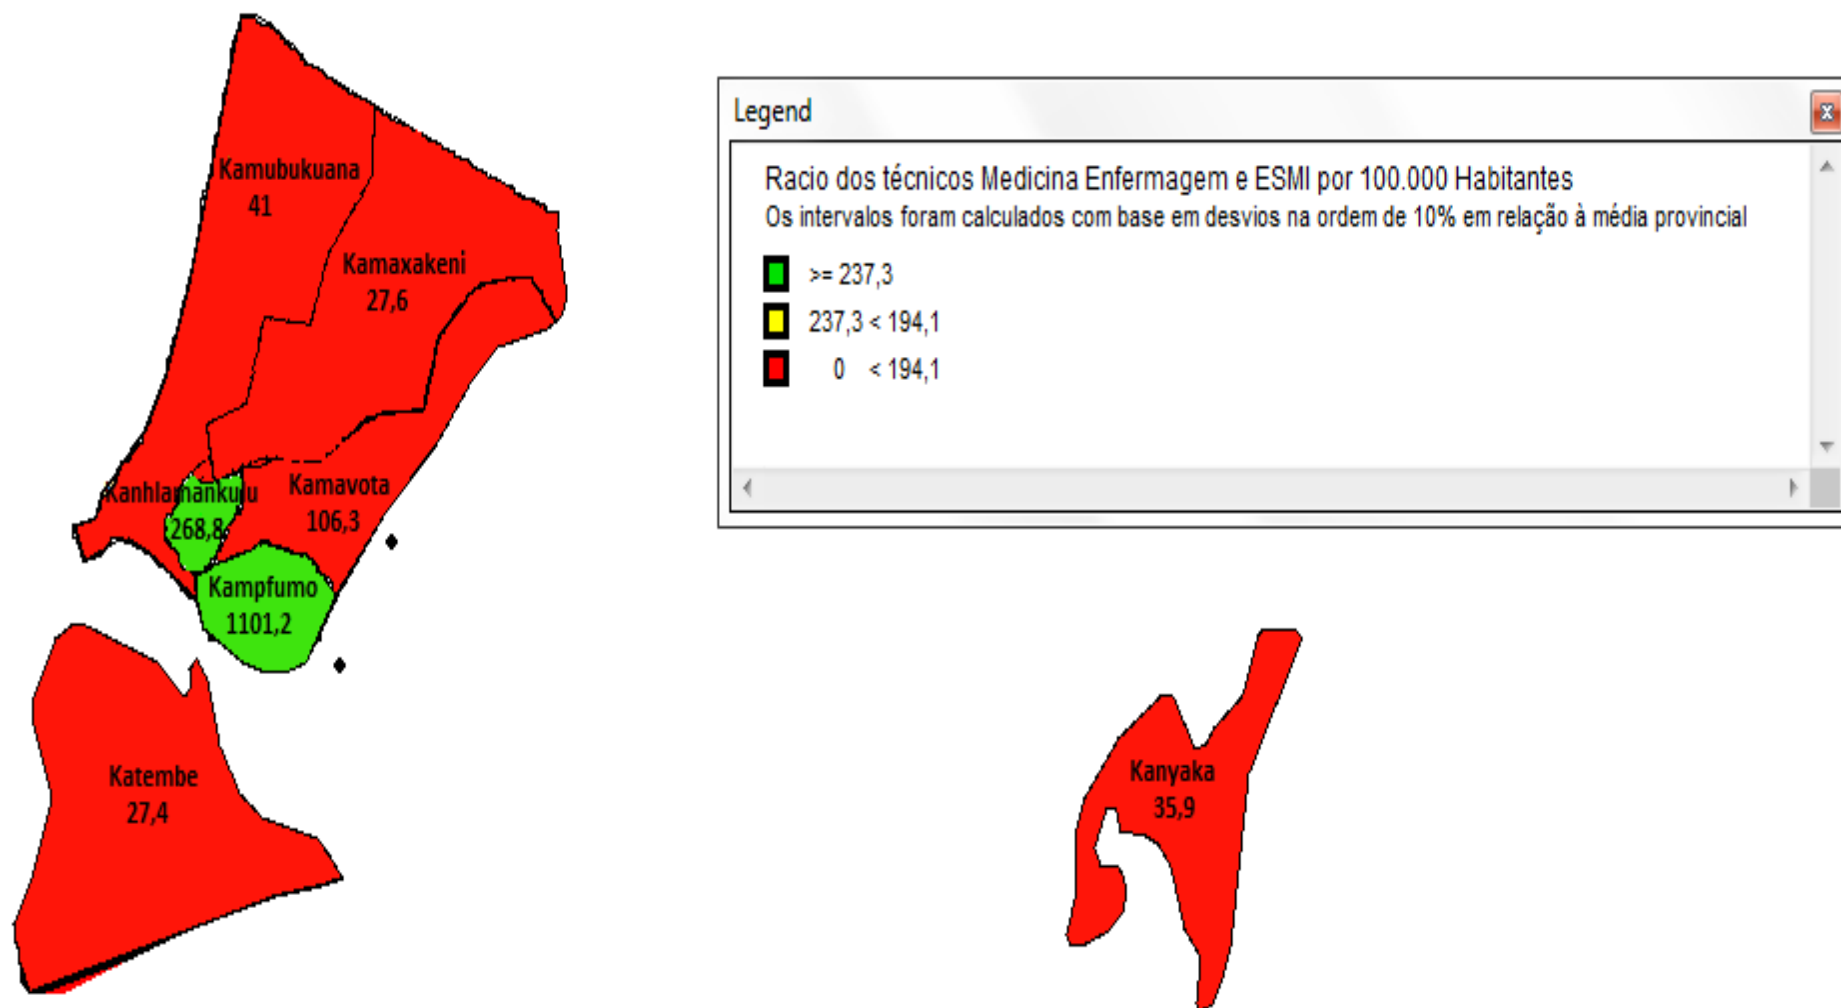 Legend
Racio dos técnicos Medicina Enfermagem e ESMI por 100.000 Habitantes
Os intervalos foram calculados com base em desvios na ordem de 10% em relação à média provincial
>= 237,3
237,3 < 194,1
0 < 194,1
Kamubukuana
41
Kamaxakeni
27,6
Kanhlamankulu
268,8
Kamavota
106,3
Kampfumo
1101,2
Katembe
27,4
Kanyaka
35,9